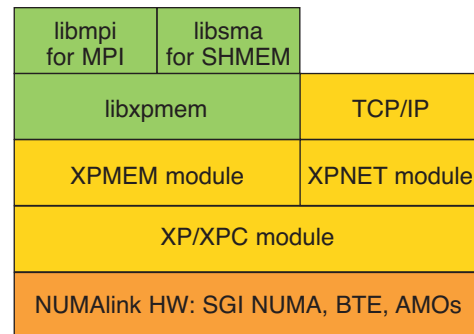 libmpi
for MPI
libsma
for SHMEM
libxpmem
TCP/IP
XPMEM module
XPNET module
XP/XPC module
NUMAlink HW: SGI NUMA, BTE, AMOs